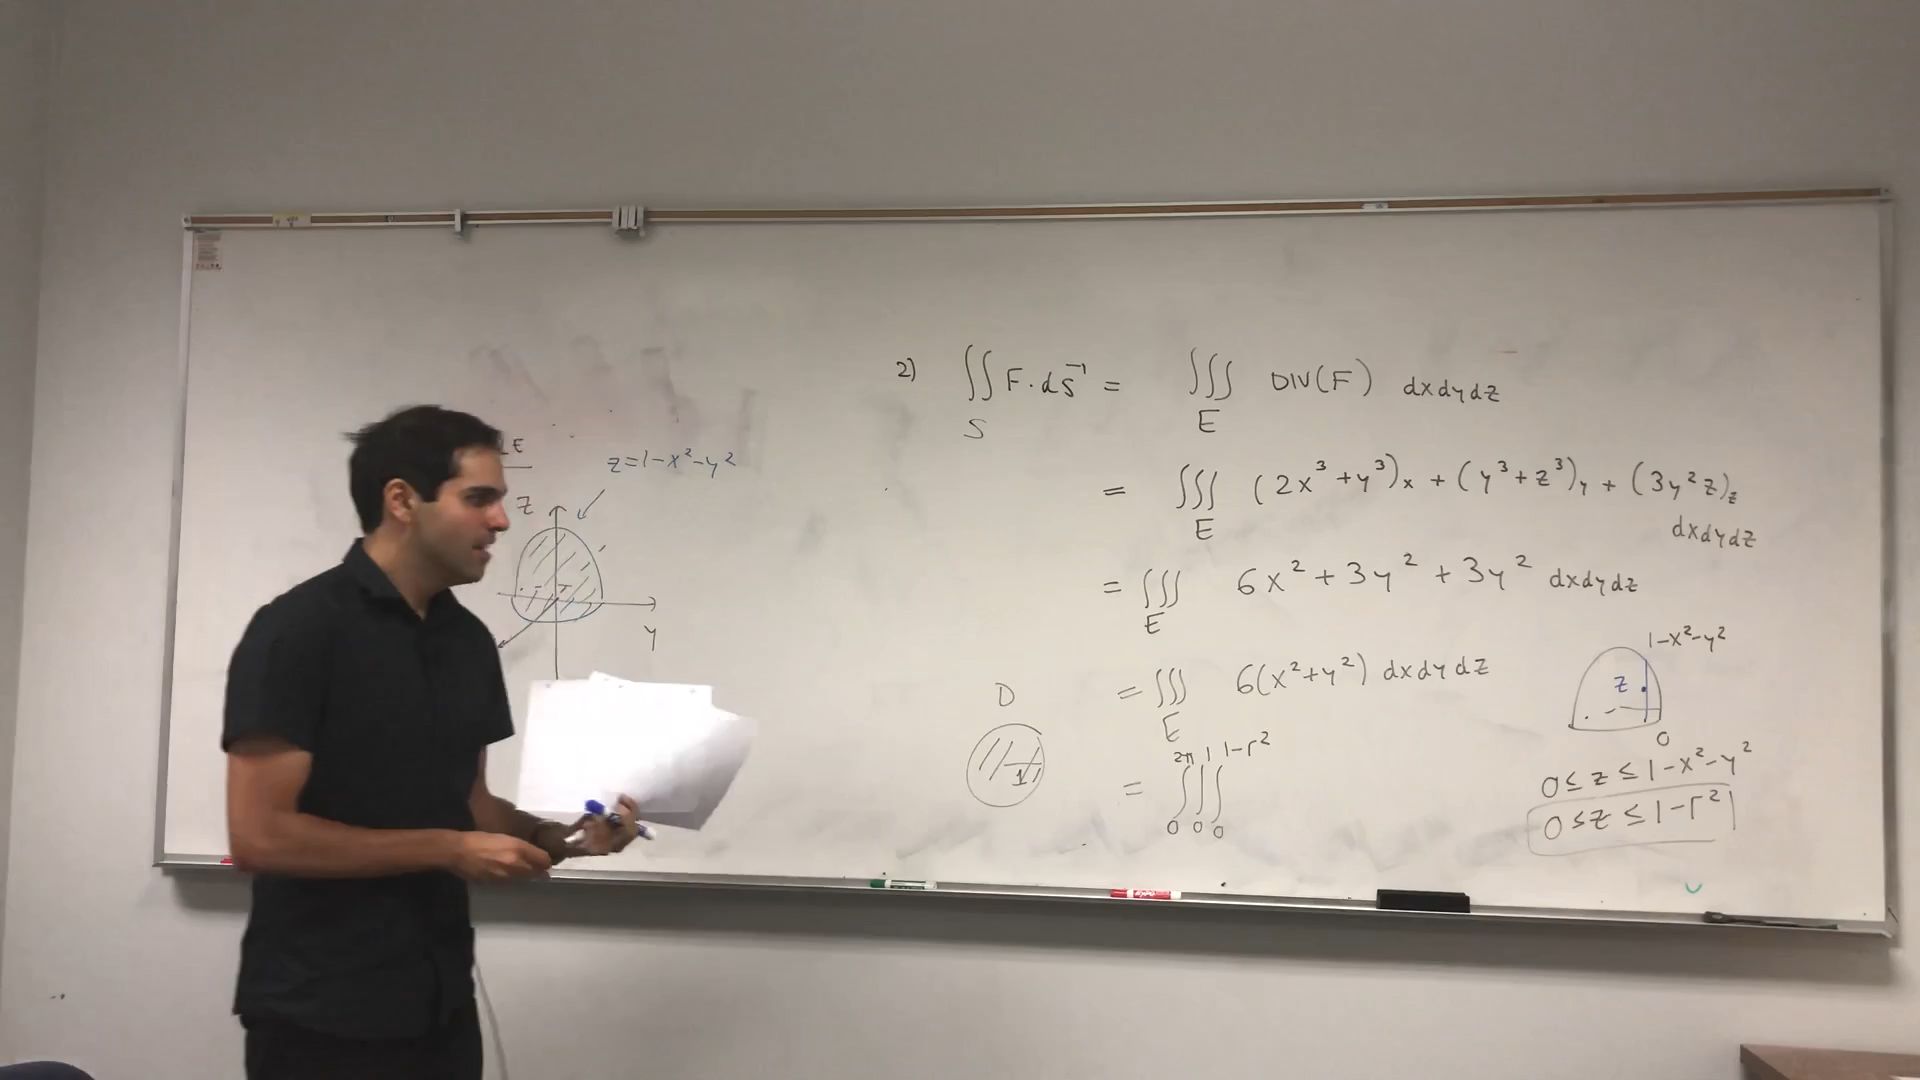 E
z=1-x²-y²
z
y
2) ∬ F·dS⃗ = ∭ DIV(F) dxdydz
S E
= ∭ (2x³+y³)ₓ + (y³+z³)ᵧ + (3y²z)_z
E dxdydz
= ∭ 6x²+3y²+3y² dxdydz
E
1-x²-y²
z
0
= ∭ 6(x²+y²) dxdydz
E
D
1
2π 1 1-r²
= ∫∫∫
0 0 0
0≤z≤1-x²-y²
0≤z≤1-r²